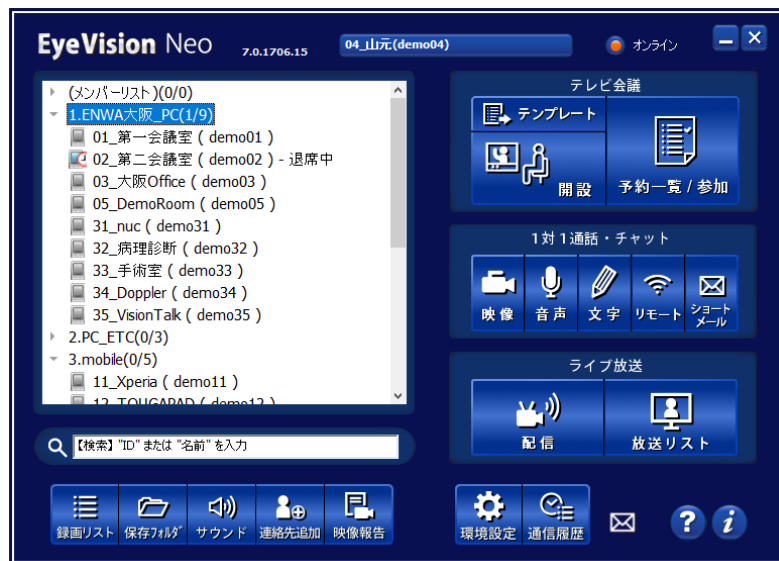 EyeVision Neo 7.0.1706.15 04_山元(demo04) オンライン
(メンバーリスト)(0/0)
1.ENWA大阪_PC(1/9)
01_第一会議室 ( demo01 )
02_第二会議室 ( demo02 ) - 退席中
03_大阪Office ( demo03 )
05_DemoRoom ( demo05 )
31_nuc ( demo31 )
32_病理診断 ( demo32 )
33_手術室 ( demo33 )
34_Doppler ( demo34 )
35_VisionTalk ( demo35 )
2.PC_ETC(0/3)
3.mobile(0/5)
11_Xperia ( demo11 )
12_TOUGAPAD ( demo12 )
【検索】 "ID" または "名前" を入力
テレビ会議
テンプレート
開設
予約一覧 / 参加
1対1通話・チャット
映像 音声 文字 リモート ショートメール
ライブ放送
配信 放送リスト
録画リスト 保存フォルダ サウンド 連絡先追加 映像報告
環境設定 通信履歴